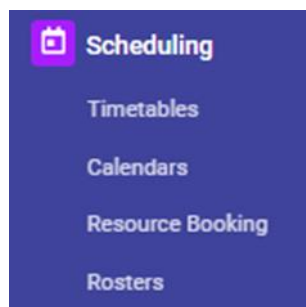 Scheduling
Timetables
Calendars
Resource Booking
Rosters